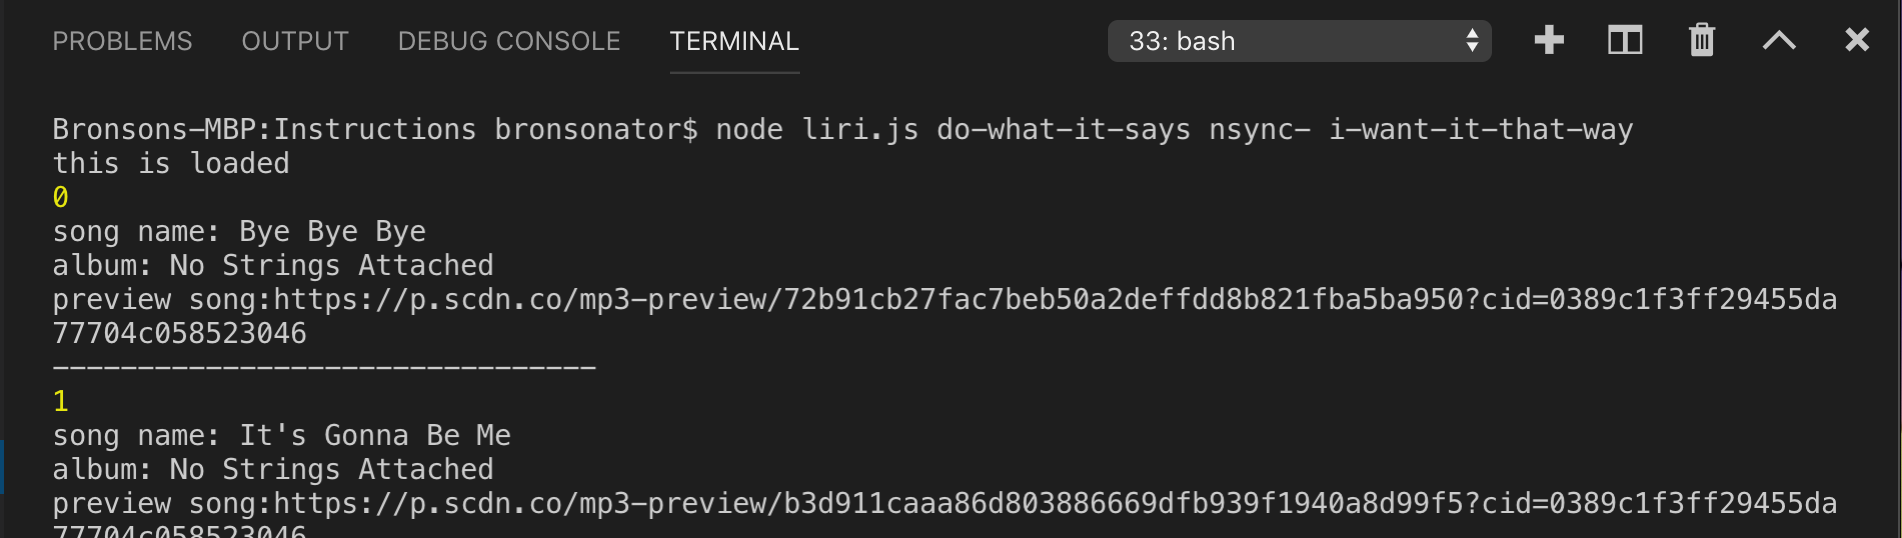 PROBLEMS OUTPUT DEBUG CONSOLE TERMINAL 33: bash
Bronsons-MBP:Instructions bronsonator$ node liri.js do-what-it-says nsync- i-want-it-that-way
this is loaded
0
song name: Bye Bye Bye
album: No Strings Attached
preview song:https://p.scdn.co/mp3-preview/72b91cb27fac7beb50a2deffdd8b821fba5ba950?cid=0389c1f3ff29455da
77704c058523046
--------------------------------
1
song name: It's Gonna Be Me
album: No Strings Attached
preview song:https://p.scdn.co/mp3-preview/b3d911caaa86d803886669dfb939f1940a8d99f5?cid=0389c1f3ff29455da
77704c058523046